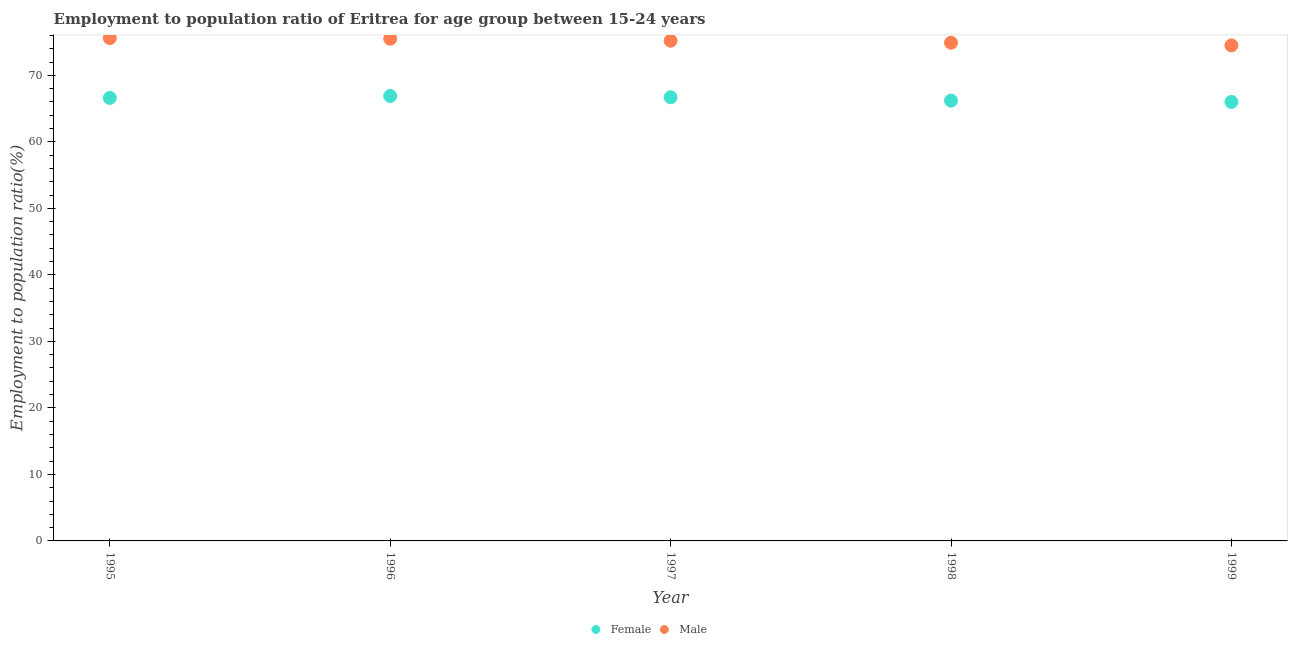 Employment to population ratio of Eritrea for age group between 15-24 years
Employment to population ratio(%)
70
60
50
40
30
20
10
0
1995
1996
1997
1998
1999
Year
Female
Male